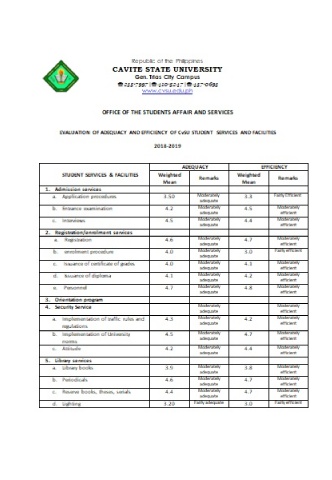 Republic of the Philippines
CAVITE STATE UNIVERSITY
Gen. Trias City Campus
www.cvsu.edu.ph
OFFICE OF THE STUDENTS AFFAIR AND SERVICES
EVALUATION OF ADEQUACY AND EFFICIENCY OF CvSU STUDENT SERVICES AND FACILITIES
2018-2019
STUDENT SERVICES & FACILITIES ADEQUACY EFFICIENCY
Weighted Mean Remarks Weighted Mean Remarks
1. Admission services
a. Application procedures 3.50 Moderately adequate 3.3 Fairly Efficient
b. Entrance examination 4.2 Moderately adequate 4.5 Moderately efficient
c. Interviews 4.5 Moderately adequate 4.4 Moderately efficient
2. Registration/enrolment services
a. Registration 4.6 Moderately adequate 4.7 Moderately efficient
b. enrolment procedure 4.0 Moderately adequate 3.0 Fairly efficient
c. Issuance of certificate of grades 4.0 Moderately adequate 4.1 Moderately efficient
d. Issuance of diploma 4.1 Moderately adequate 4.2 Moderately efficient
e. Personnel 4.7 Moderately adequate 4.8 Moderately efficient
3. Orientation program
4. Security Service Moderately adequate Moderately efficient
a. Implementation of traffic rules and regulations 4.3 Moderately adequate 4.2 Moderately efficient
b. Implementation of University norms 4.5 Moderately adequate 4.7 Moderately efficient
c. Attitude 4.2 Moderately adequate 4.4 Moderately efficient
5. Library services
a. Library books 3.9 Moderately adequate 3.8 Moderately efficient
b. Periodicals 4.6 Moderately adequate 4.7 Moderately efficient
c. Reserve books, theses, serials 4.4 Moderately adequate 4.7 Moderately efficient
d. Lighting 3.20 Fairly adequate 3.0 Fairly efficient